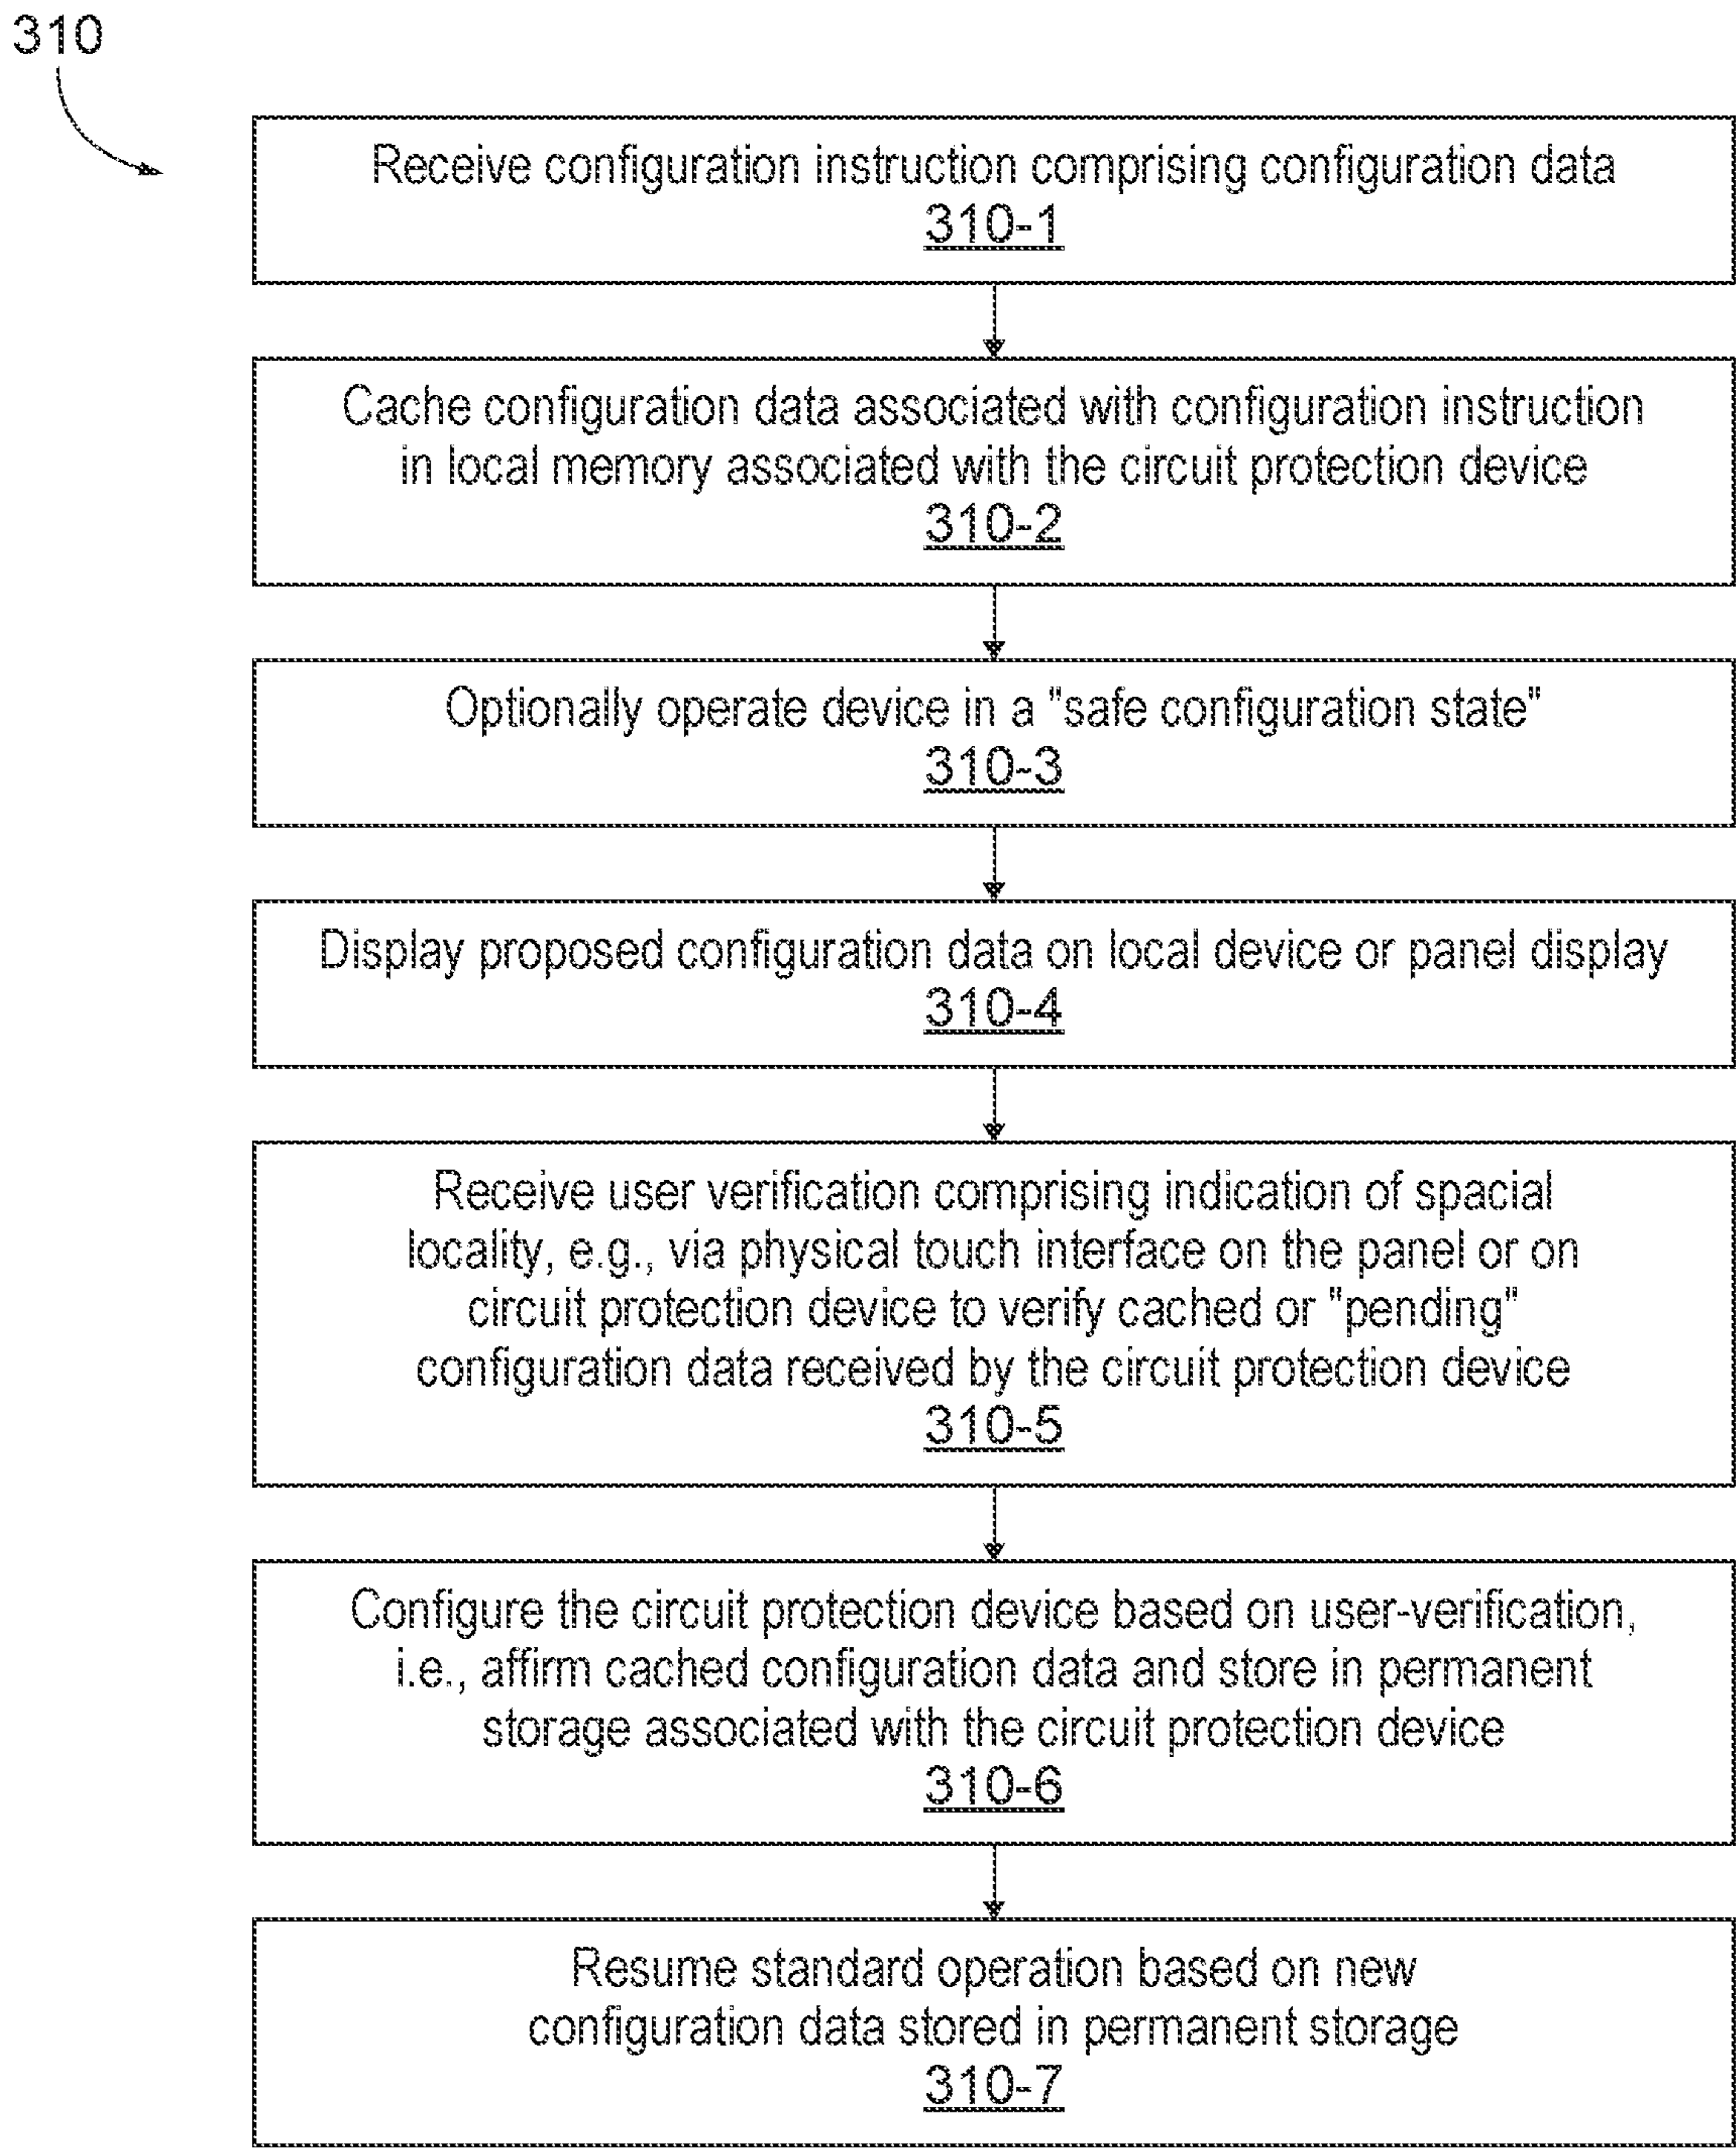 310
Receive configuration instruction comprising configuration data
310-1
Cache configuration data associated with configuration instruction
in local memory associated with the circuit protection device
310-2
Optionally operate device in a "safe configuration state"
310-3
Display proposed configuration data on local device or panel display
310-4
Receive user verification comprising indication of spacial
locality, e.g., via physical touch interface on the panel or on
circuit protection device to verify cached or "pending"
configuration data received by the circuit protection device
310-5
Configure the circuit protection device based on user-verification,
i.e., affirm cached configuration data and store in permanent
storage associated with the circuit protection device
310-6
Resume standard operation based on new
configuration data stored in permanent storage
310-7